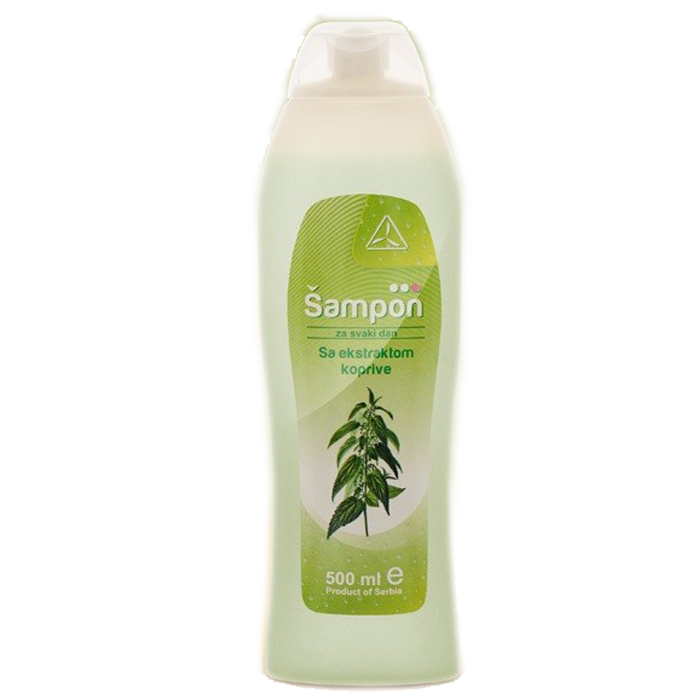 Šampon
za svaki dan
Sa ekstraktom
koprive
500 ml ℮
Product of Serbia